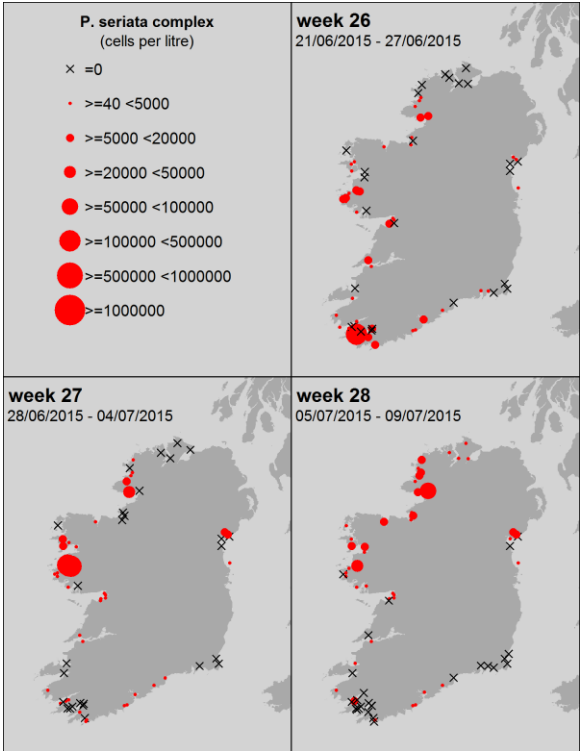 P. seriata complex
(cells per litre)
=0
>=40 <5000
>=5000 <20000
>=20000 <50000
>=50000 <100000
>=100000 <500000
>=500000 <1000000
>=1000000
week 26
21/06/2015 - 27/06/2015
week 27
28/06/2015 - 04/07/2015
week 28
05/07/2015 - 09/07/2015